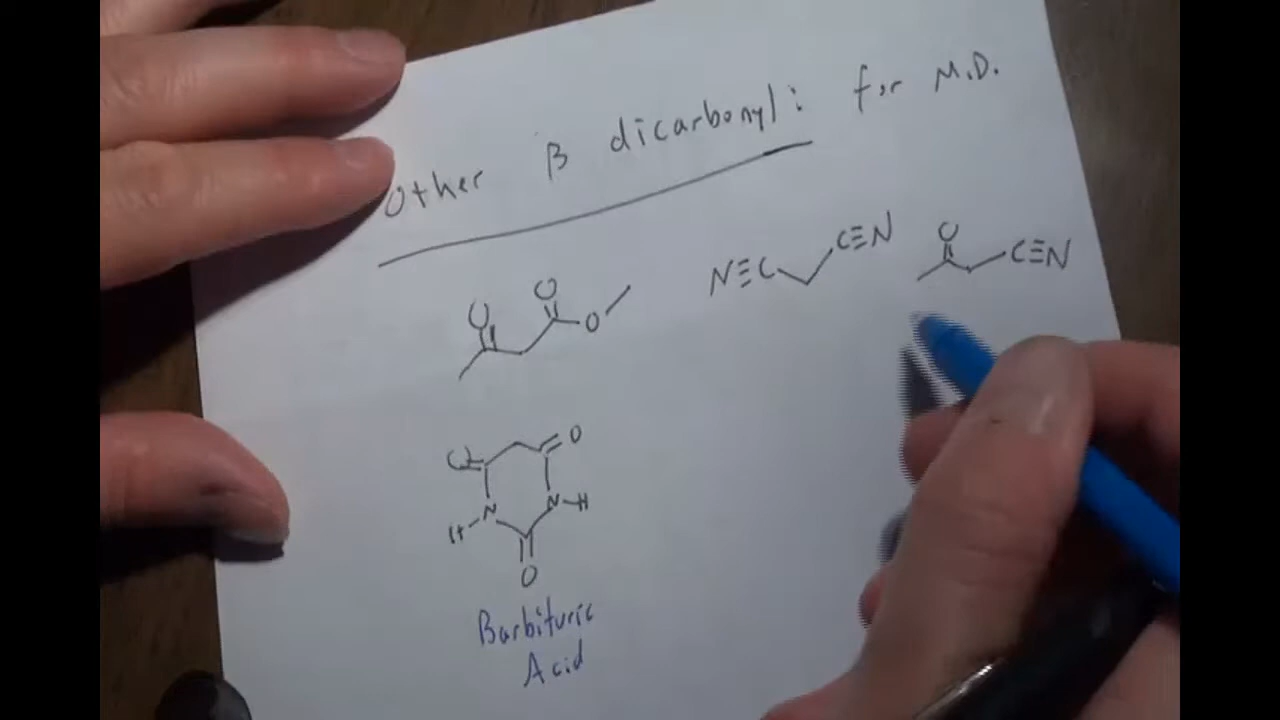 Other β dicarbonyl: for M.D.
N≡C C≡N
O C≡N
O O
O
O O
N N-H
H-
O
Barbituric
Acid